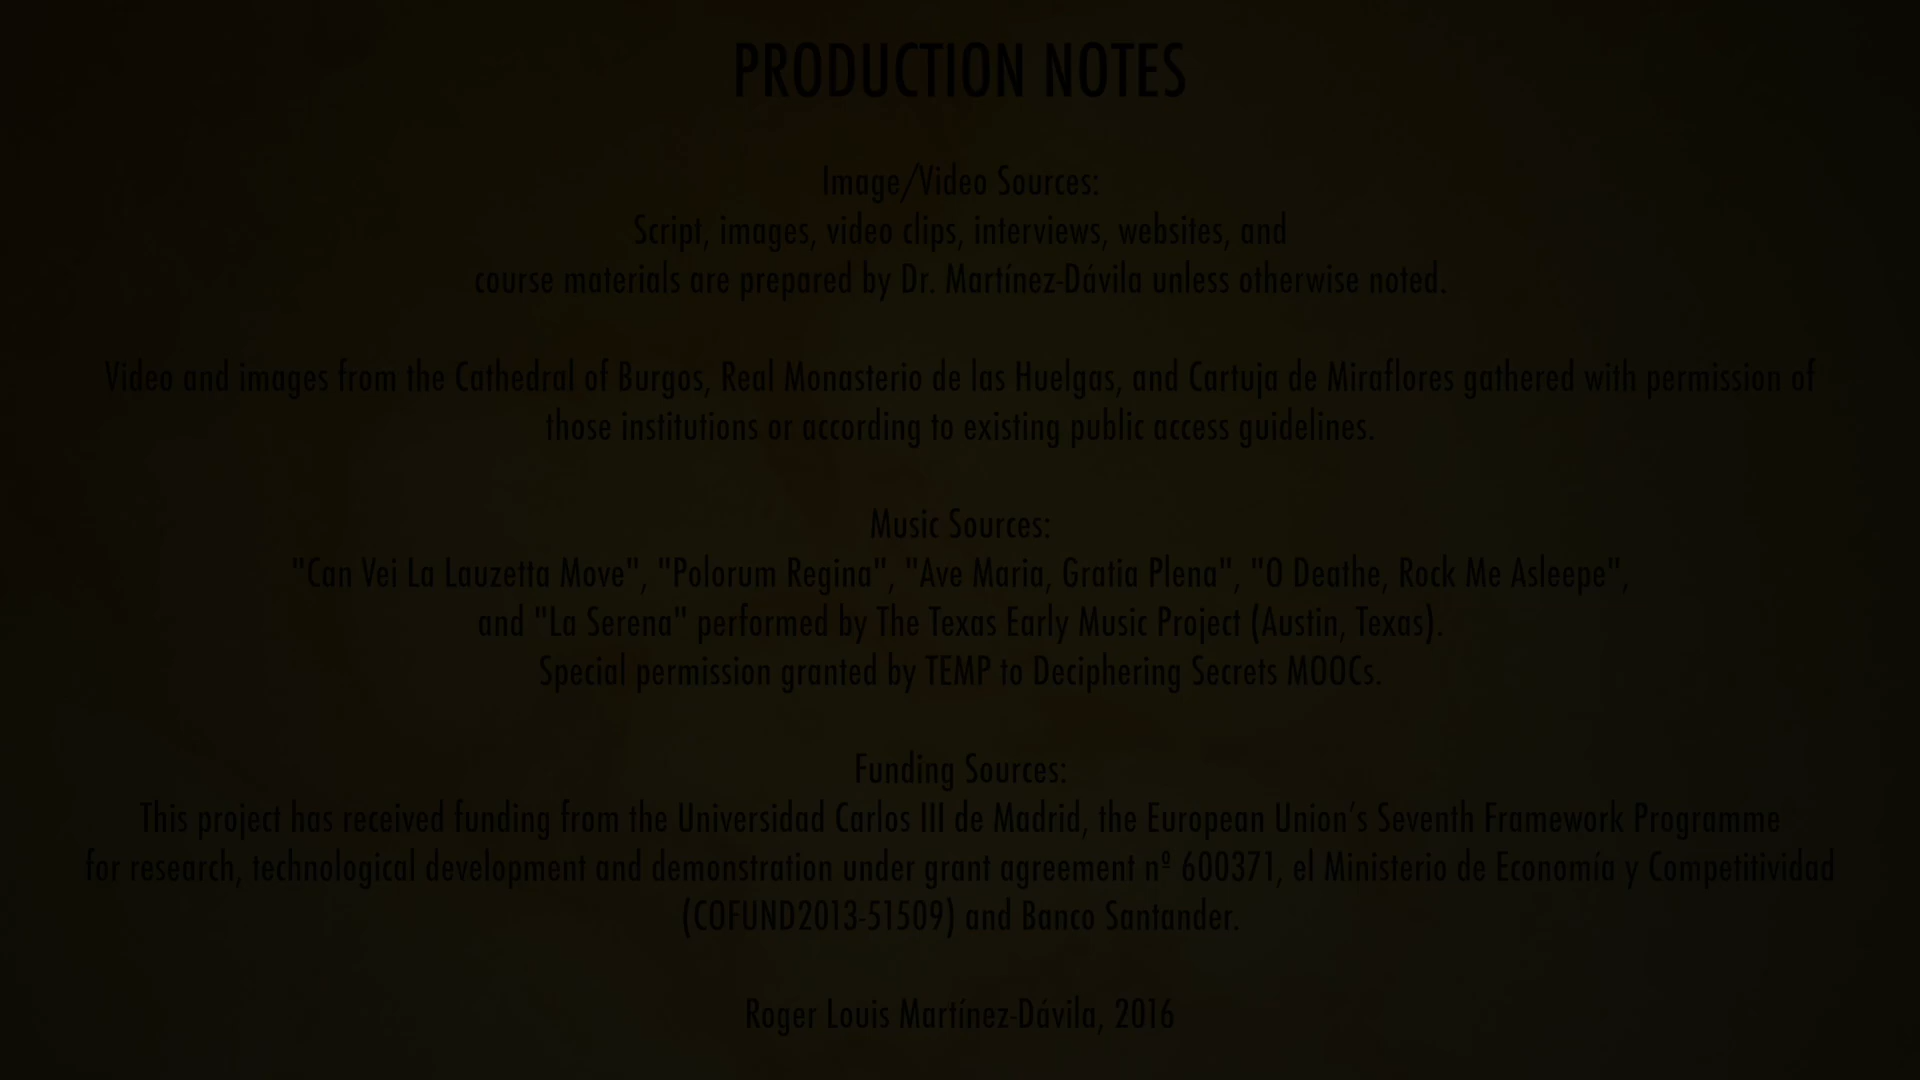 PRODUCTION NOTES
Image/Video Sources:
Script, images, video clips, interviews, websites, and
course materials are prepared by Dr. Martínez-Dávila unless otherwise noted.
Video and images from the Cathedral of Burgos, Real Monasterio de las Huelgas, and Cartuja de Miraflores gathered with permission of
those institutions or according to existing public access guidelines.
Music Sources:
"Can Vei La Lauzetta Move", "Polorum Regina", "Ave Maria, Gratia Plena", "O Deathe, Rock Me Asleepe",
and "La Serena" performed by The Texas Early Music Project (Austin, Texas).
Special permission granted by TEMP to Deciphering Secrets MOOCs.
Funding Sources:
This project has received funding from the Universidad Carlos III de Madrid, the European Union’s Seventh Framework Programme
for research, technological development and demonstration under grant agreement nº 600371, el Ministerio de Economía y Competitividad
(COFUND2013-51509) and Banco Santander.
Roger Louis Martínez-Dávila, 2016